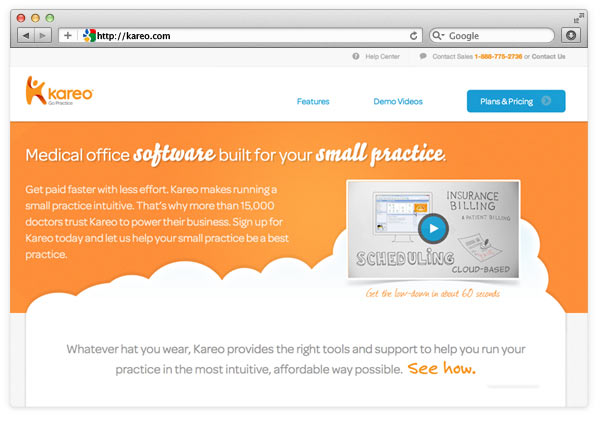 http://kareo.com
Google
Help Center
Contact Sales 1-888-775-2736 or Contact Us
kareo
Go Practice
Features
Demo Videos
Plans & Pricing
Medical office software built for your small practice.
Get paid faster with less effort. Kareo makes running a
small practice intuitive. That's why more than 15,000
doctors trust Kareo to power their business. Sign up for
Kareo today and let us help your small practice be a best
practice.
INSURANCE
BILLING
& PATIENT BILLING
SCHEDULING
CLOUD-BASED
Get the low-down in about 60 seconds
Whatever hat you wear, Kareo provides the right tools and support to help you run your
practice in the most intuitive, affordable way possible. See how.